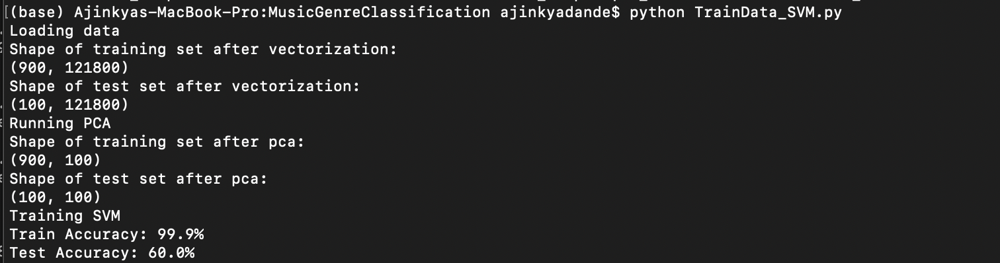 [(base) Ajinkyas-MacBook-Pro:MusicGenreClassification ajinkyadande$ python TrainData_SVM.py
Loading data
Shape of training set after vectorization:
(900, 121800)
Shape of test set after vectorization:
(100, 121800)
Running PCA
Shape of training set after pca:
(900, 100)
Shape of test set after pca:
(100, 100)
Training SVM
Train Accuracy: 99.9%
Test Accuracy: 60.0%